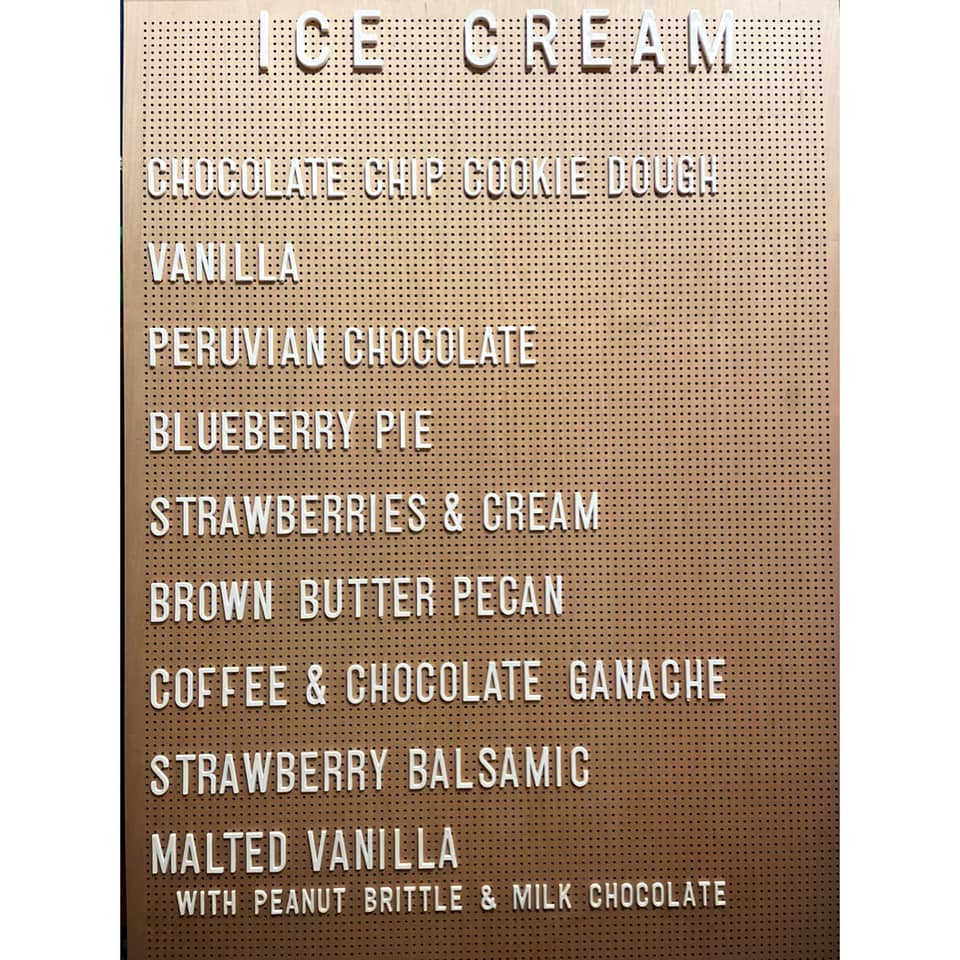 ICE CREAM
CHOCOLATE CHIP COOKIE DOUGH
VANILLA
PERUVIAN CHOCOLATE
BLUEBERRY PIE
STRAWBERRIES & CREAM
BROWN BUTTER PECAN
COFFEE & CHOCOLATE GANACHE
STRAWBERRY BALSAMIC
MALTED VANILLA
WITH PEANUT BRITTLE & MILK CHOCOLATE